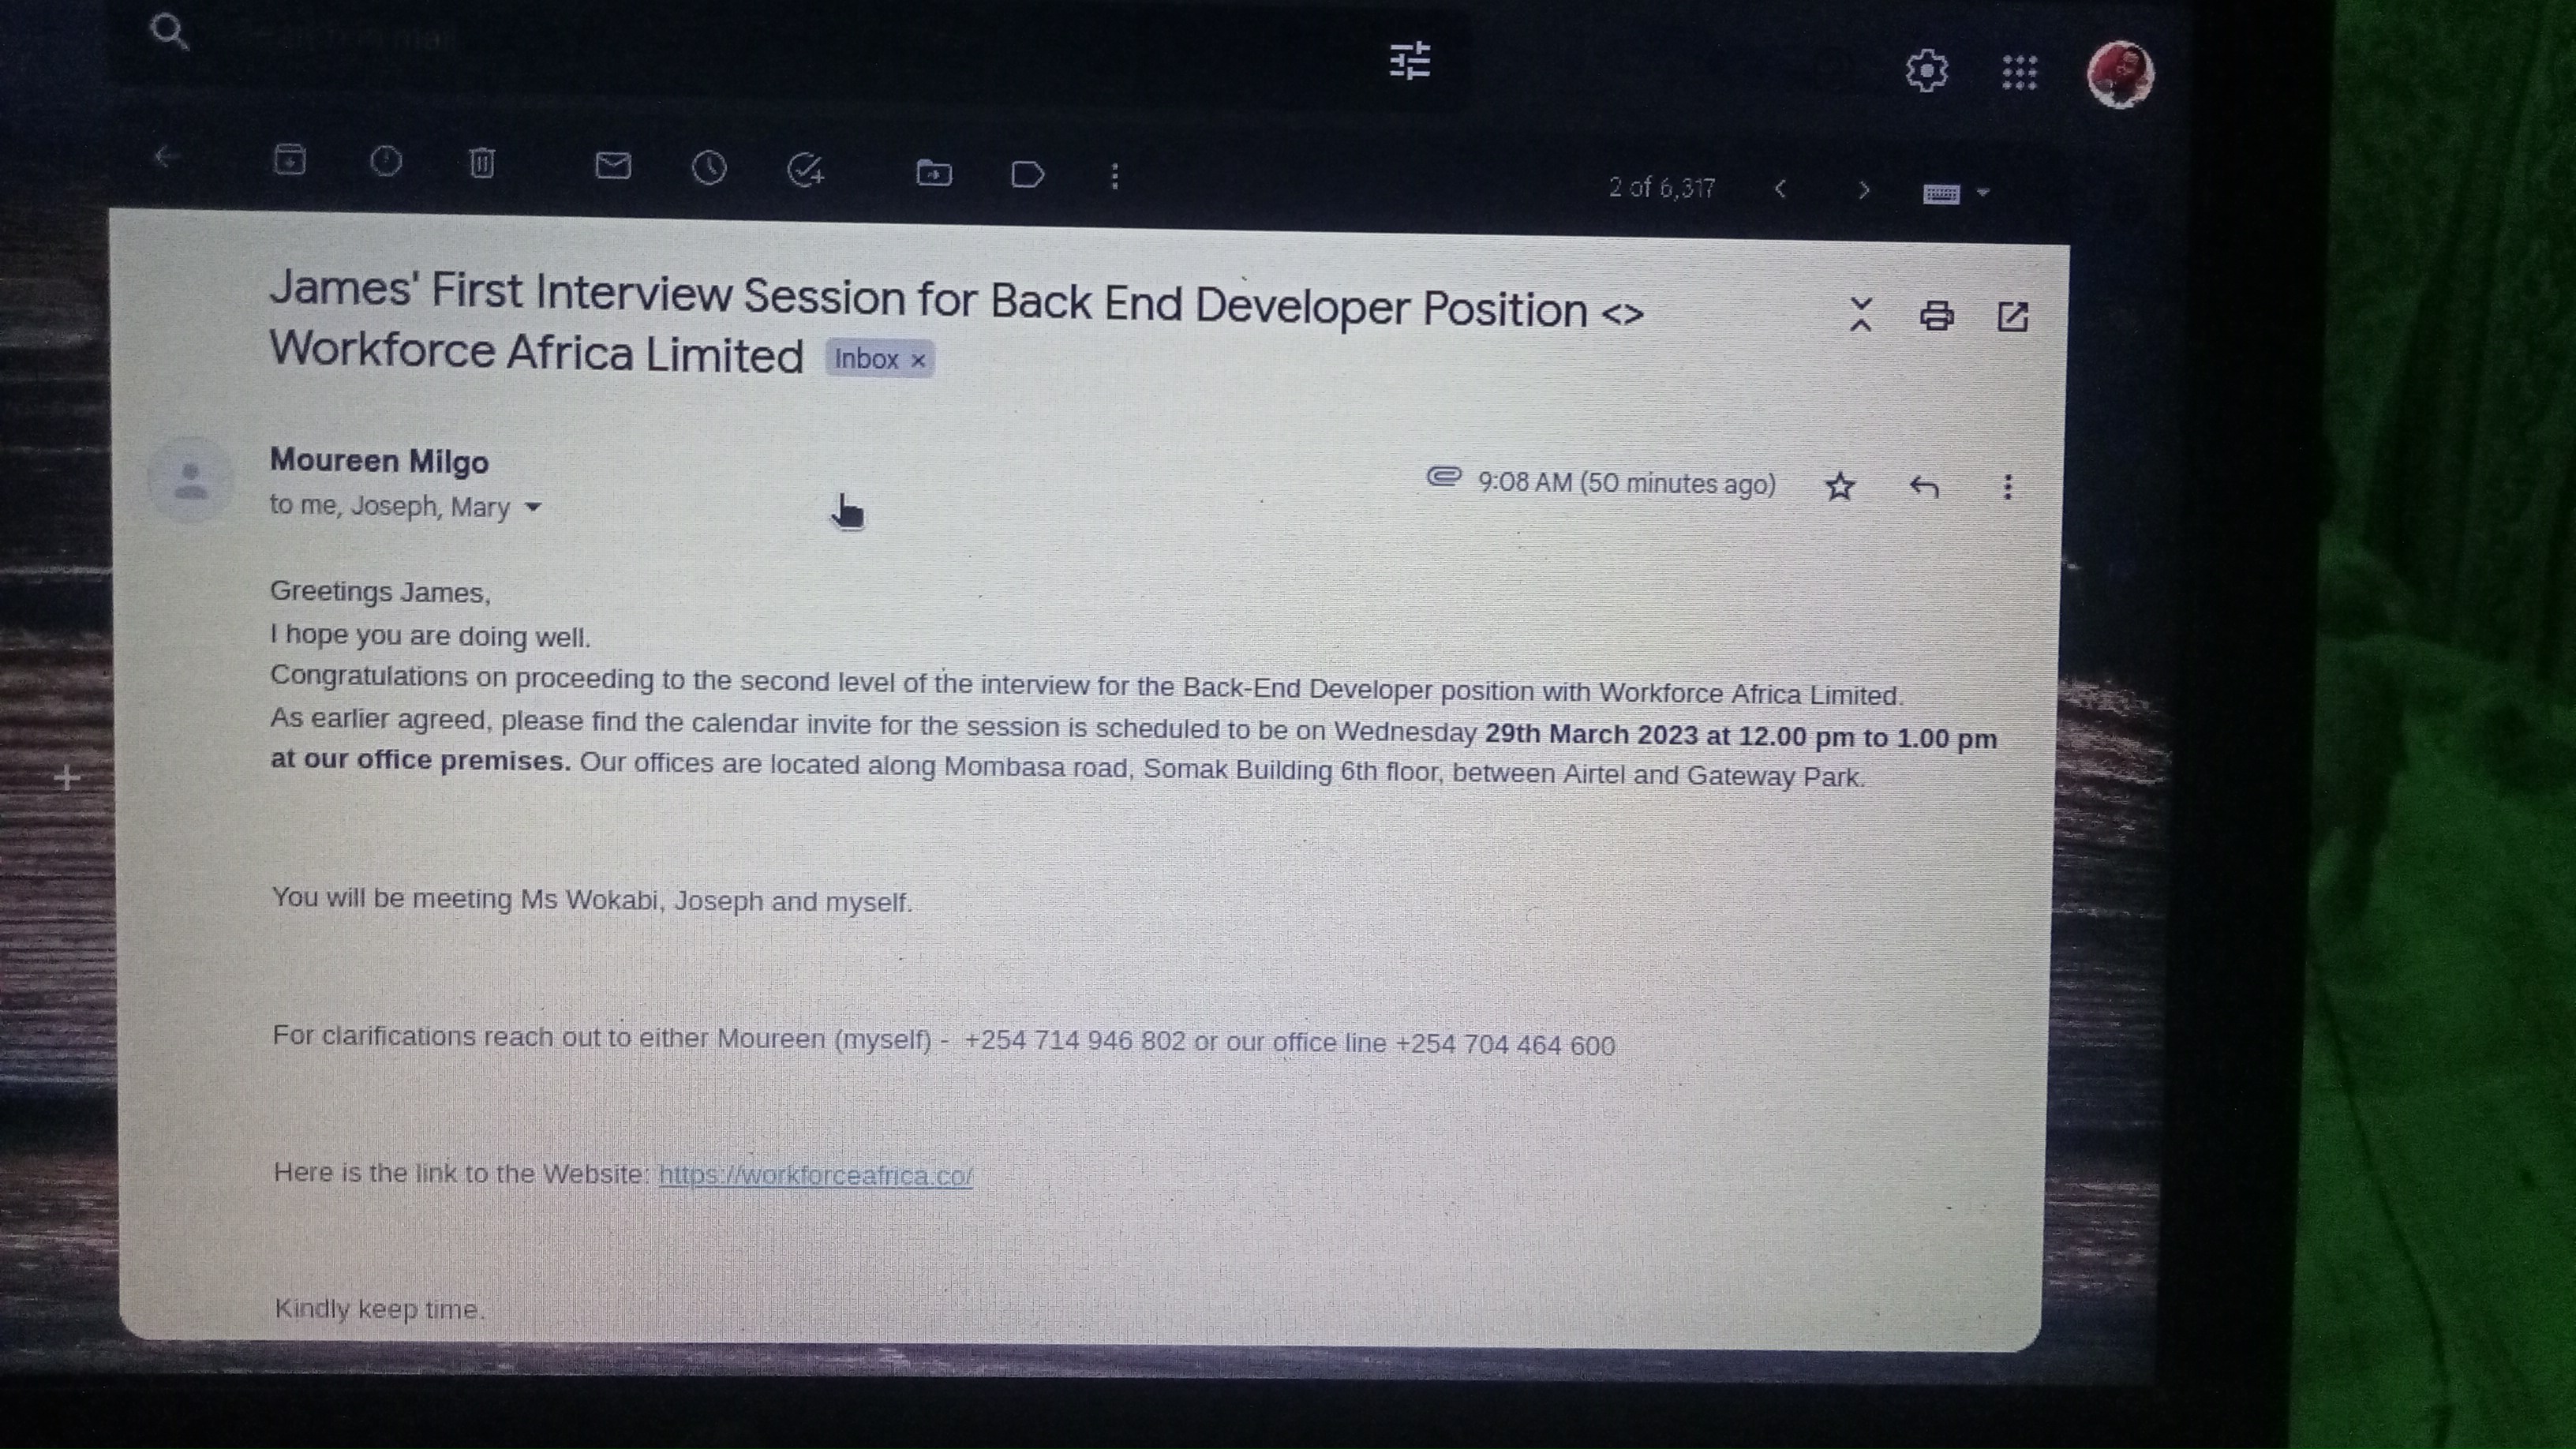 2 of 6,317
James' First Interview Session for Back End Developer Position <>
Workforce Africa Limited Inbox ×
Moureen Milgo
9:08 AM (50 minutes ago)
to me, Joseph, Mary
Greetings James,
I hope you are doing well.
Congratulations on proceeding to the second level of the interview for the Back-End Developer position with Workforce Africa Limited.
As earlier agreed, please find the calendar invite for the session is scheduled to be on Wednesday 29th March 2023 at 12.00 pm to 1.00 pm
at our office premises. Our offices are located along Mombasa road, Somak Building 6th floor, between Airtel and Gateway Park.
You will be meeting Ms Wokabi, Joseph and myself.
For clarifications reach out to either Moureen (myself) - +254 714 946 802 or our office line +254 704 464 600
Here is the link to the Website: https://workforceafrica.co/
Kindly keep time.